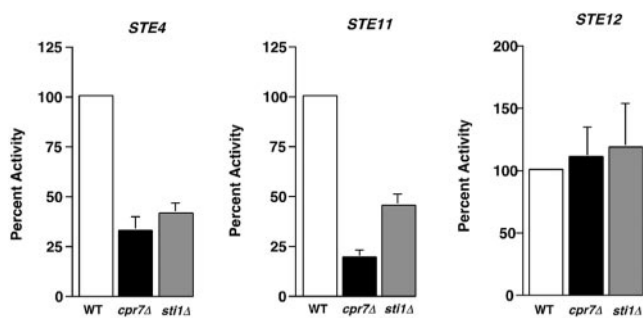 STE4
Percent Activity
125
100
75
50
25
0
WT cpr7Δ sti1Δ
STE11
Percent Activity
125
100
75
50
25
0
WT cpr7Δ sti1Δ
STE12
Percent Activity
200
150
100
50
0
WT cpr7Δ sti1Δ